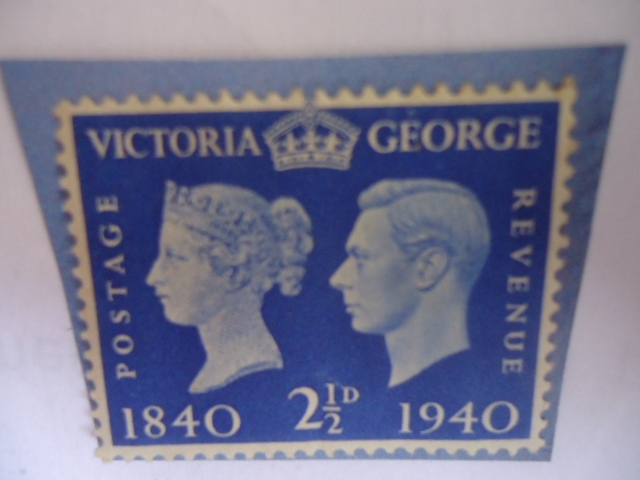 VICTORIA GEORGE
POSTAGE
REVENUE
1840 2½D 1940